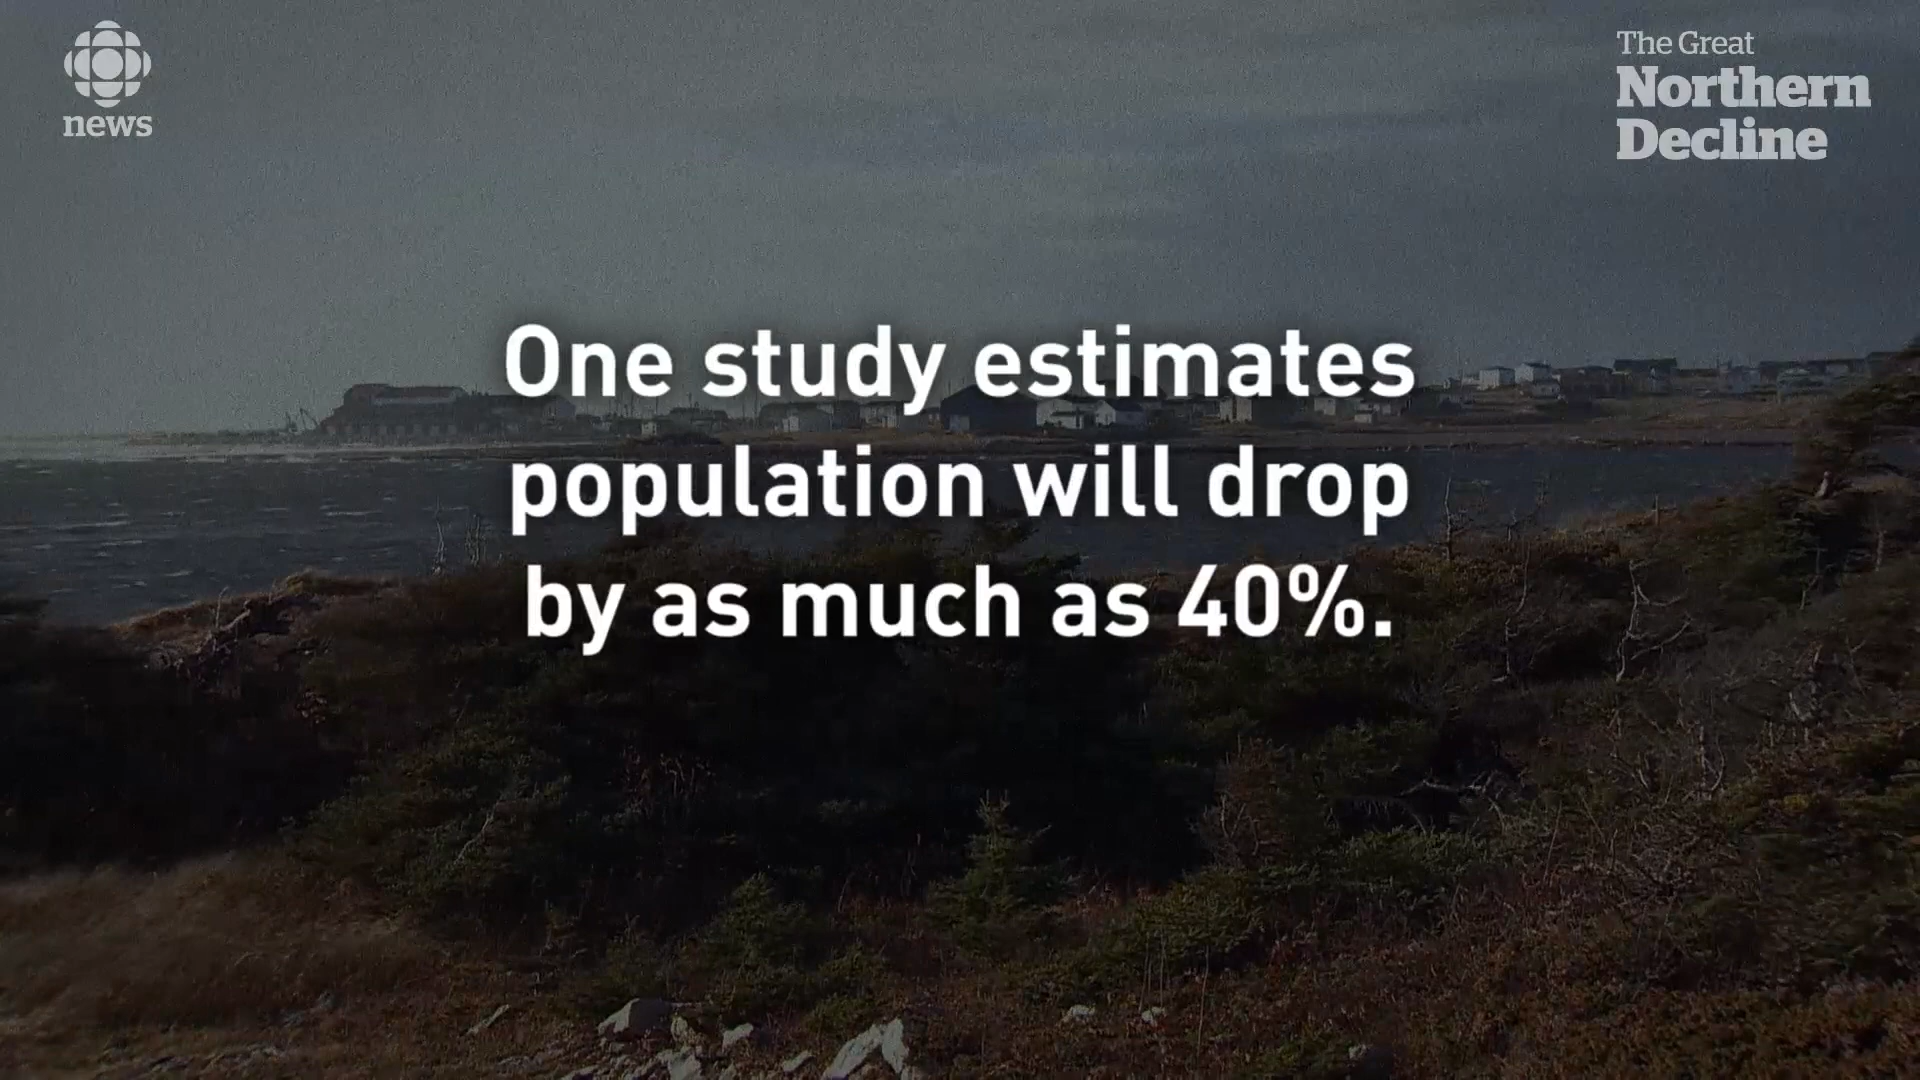 news
The Great
Northern
Decline
One study estimates
population will drop
by as much as 40%.